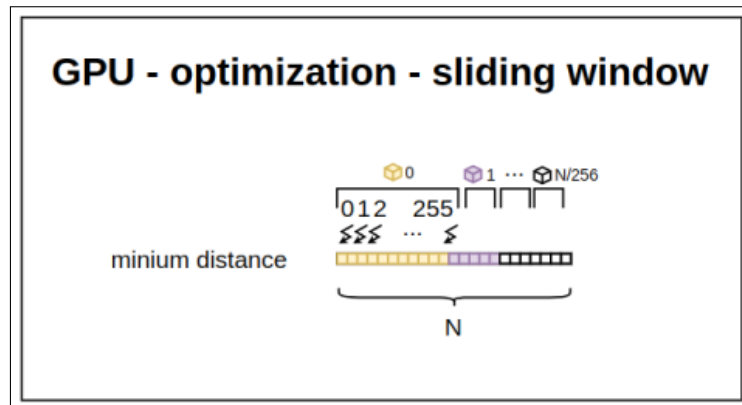 GPU - optimization - sliding window
0 1 ... N/256
012 255
...
minium distance
N